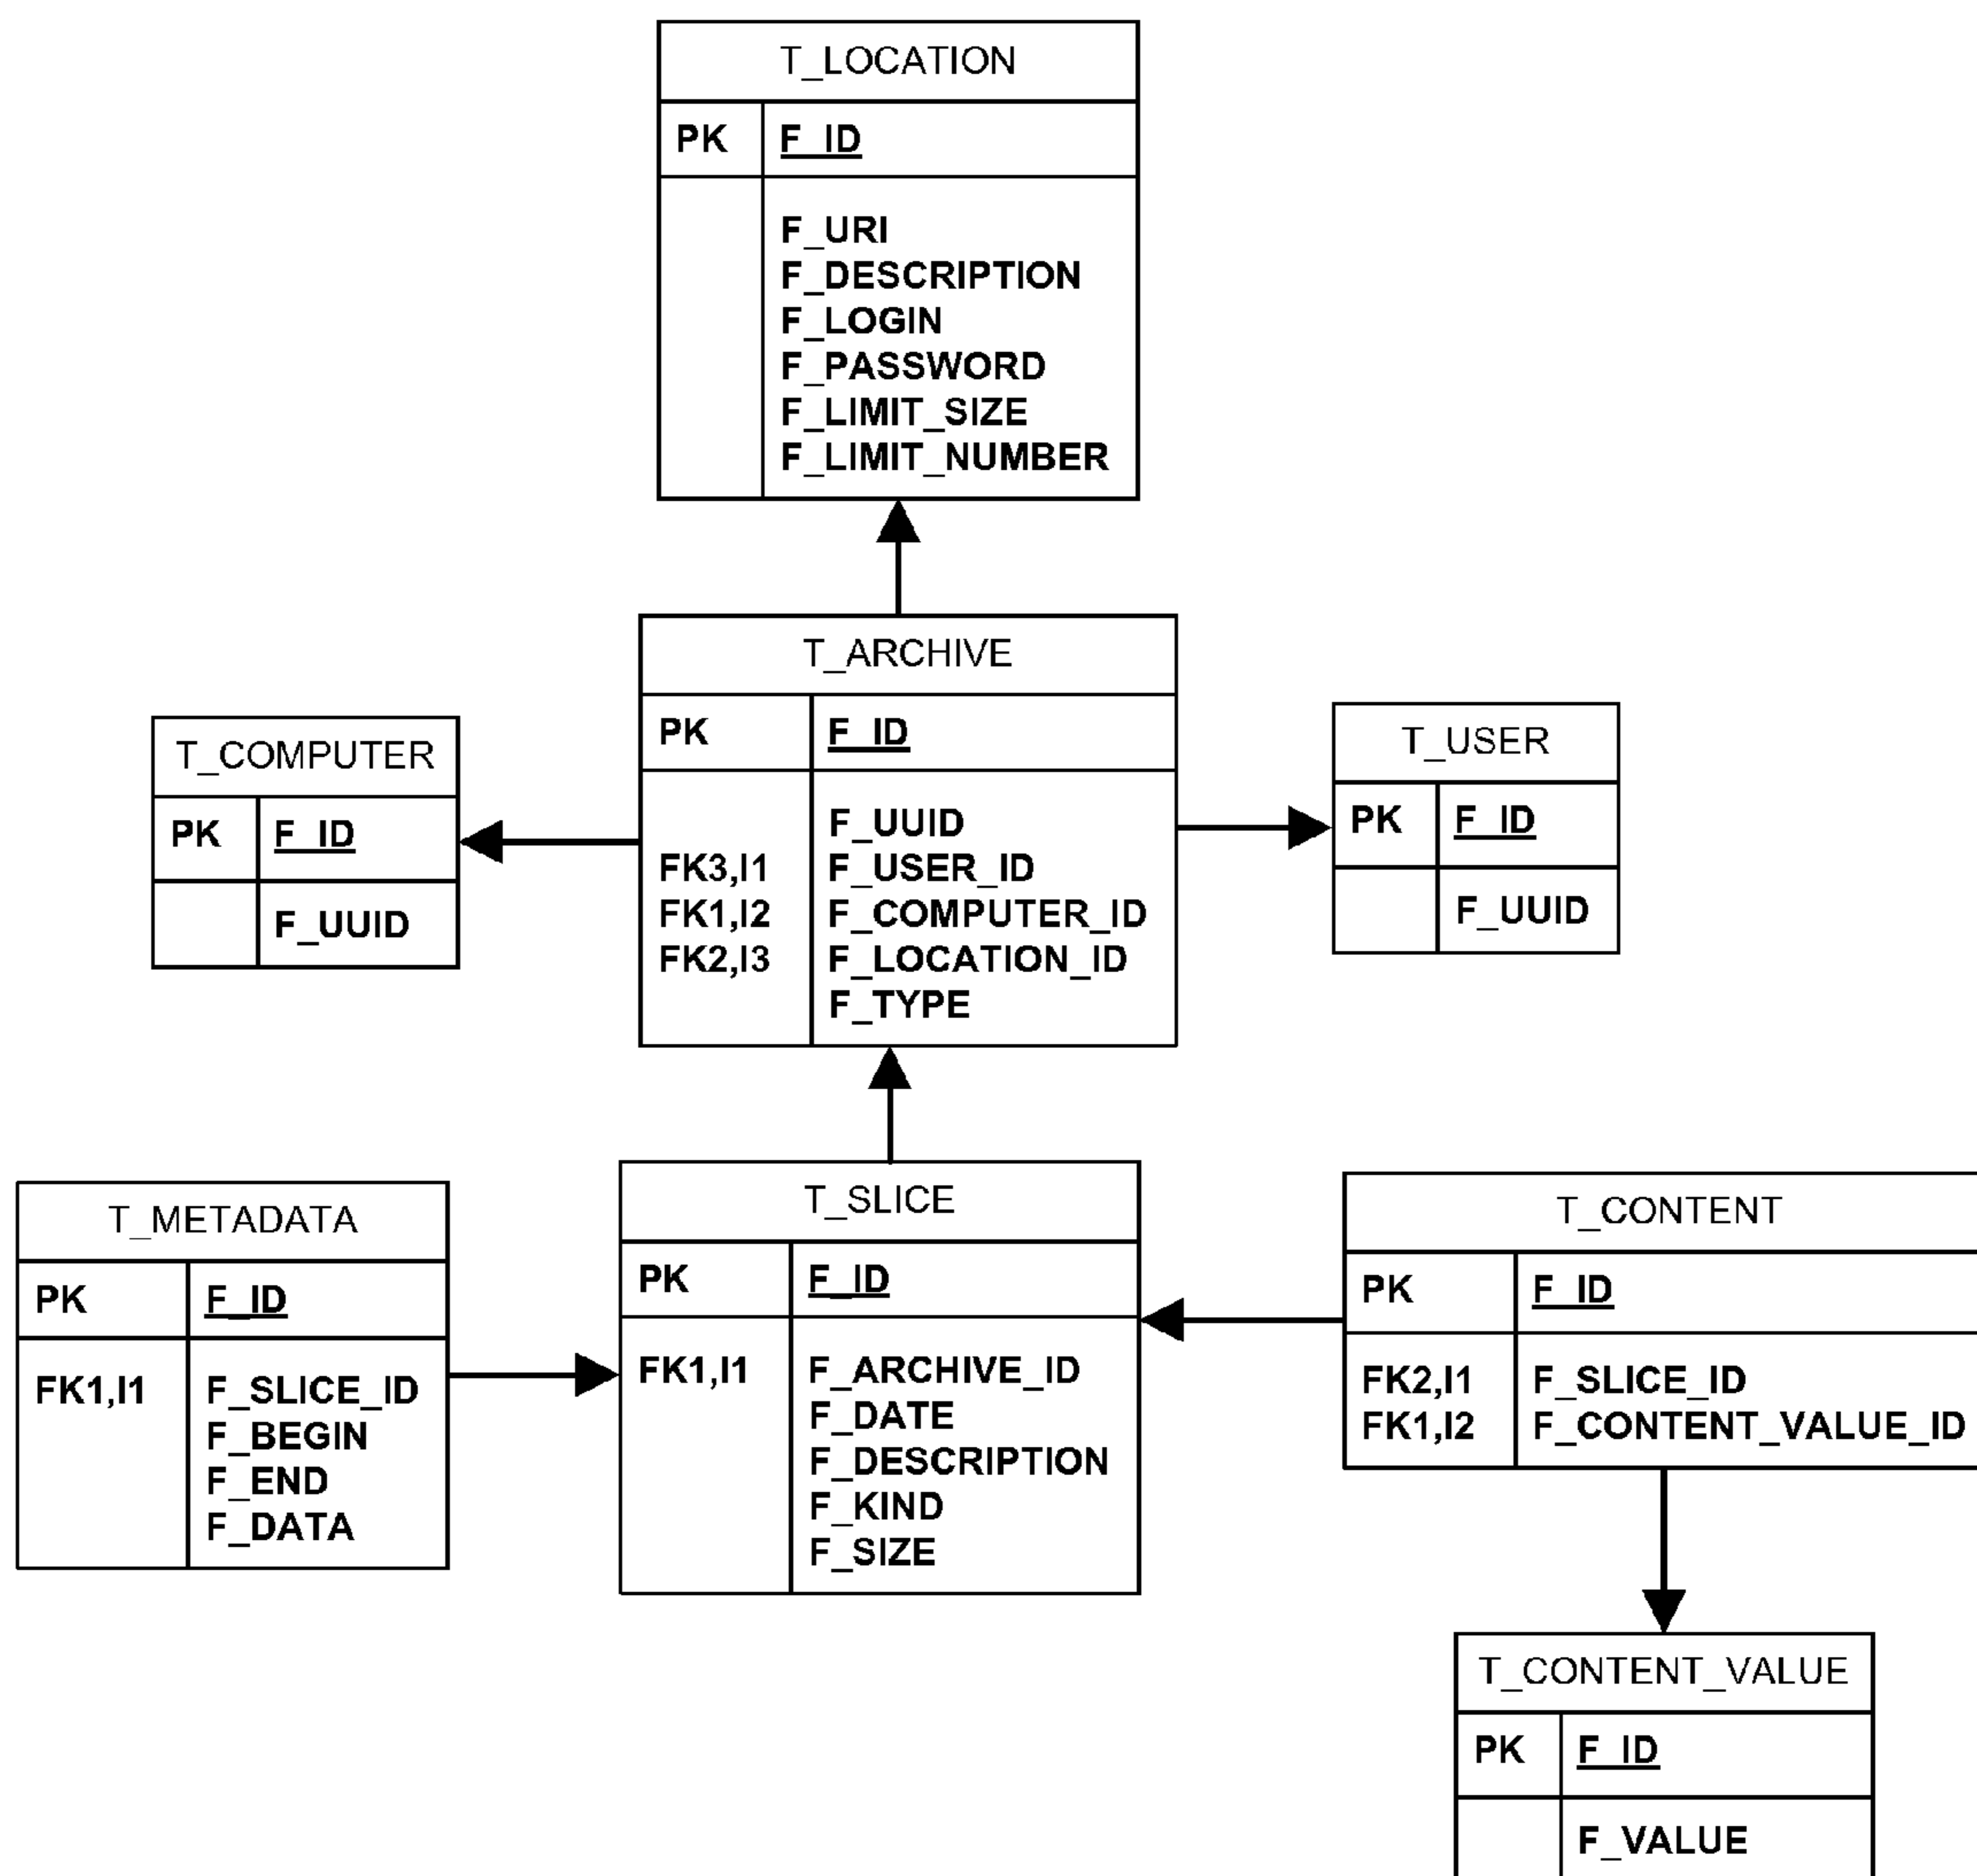 T_LOCATION
PK F_ID
F_URI
F_DESCRIPTION
F_LOGIN
F_PASSWORD
F_LIMIT_SIZE
F_LIMIT_NUMBER
T_ARCHIVE
PK F_ID
F_UUID
FK3,I1 F_USER_ID
FK1,I2 F_COMPUTER_ID
FK2,I3 F_LOCATION_ID
F_TYPE
T_COMPUTER
PK F_ID
F_UUID
T_USER
PK F_ID
F_UUID
T_METADATA
PK F_ID
FK1,I1 F_SLICE_ID
F_BEGIN
F_END
F_DATA
T_SLICE
PK F_ID
FK1,I1 F_ARCHIVE_ID
F_DATE
F_DESCRIPTION
F_KIND
F_SIZE
T_CONTENT
PK F_ID
FK2,I1 F_SLICE_ID
FK1,I2 F_CONTENT_VALUE_ID
T_CONTENT_VALUE
PK F_ID
F_VALUE